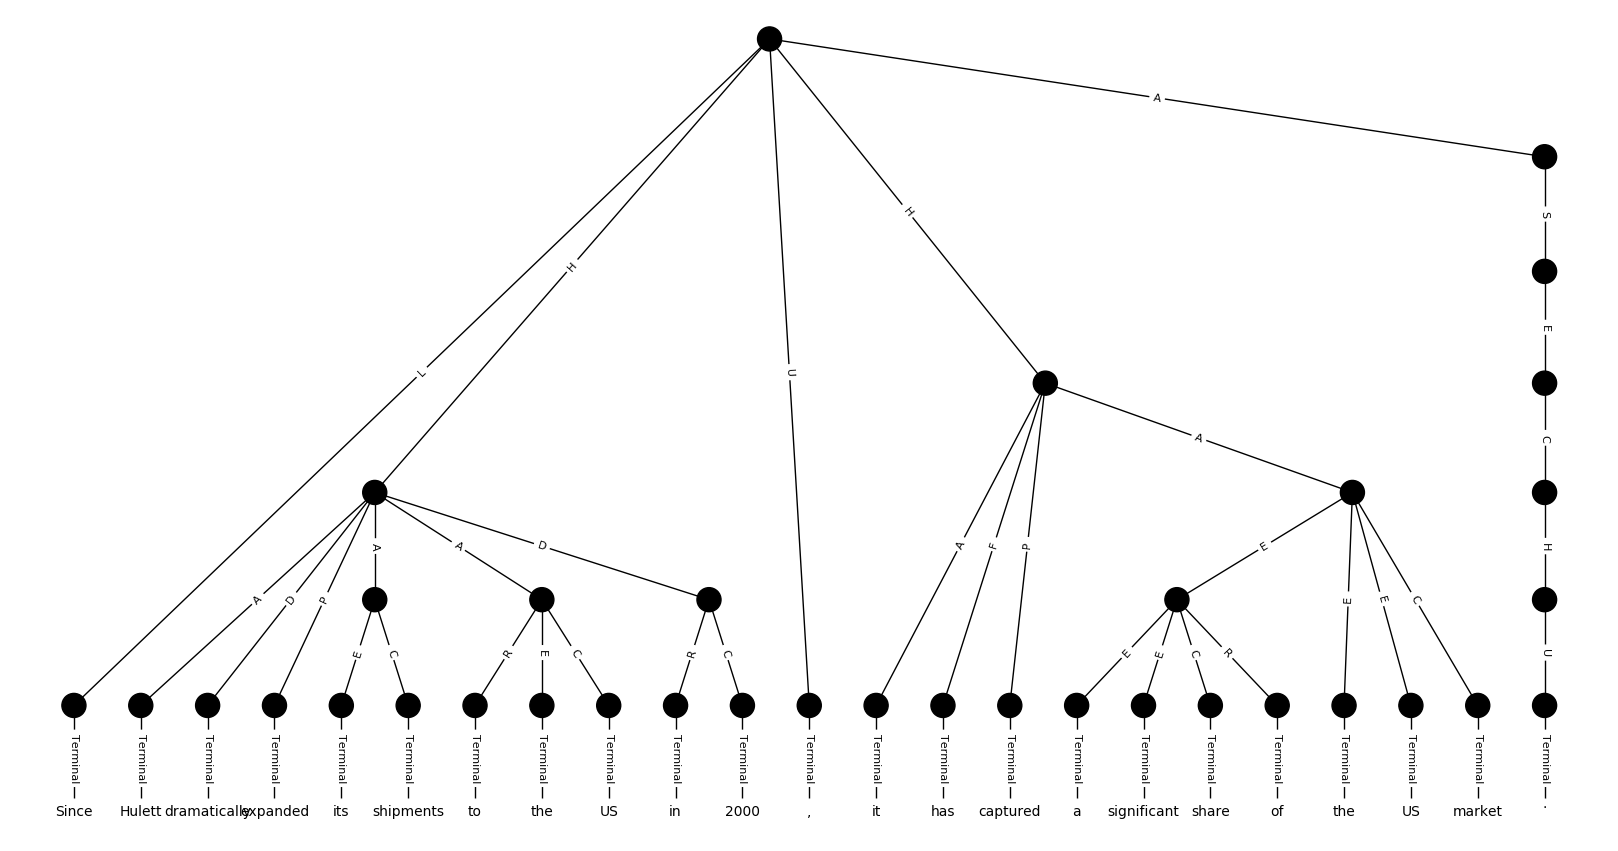 A
S
H
H
E
L
U
C
A
A
A
D
A
F
P
E
H
A
D
P
E
E
E
C
E
C
R
E
C
R
C
E
E
C
R
U
Terminal Terminal Terminal Terminal Terminal Terminal Terminal Terminal Terminal Terminal Terminal Terminal Terminal Terminal Terminal Terminal Terminal Terminal Terminal Terminal Terminal Terminal Terminal
Since Hulett dramatically expanded its shipments to the US in 2000 , it has captured a significant share of the US market .